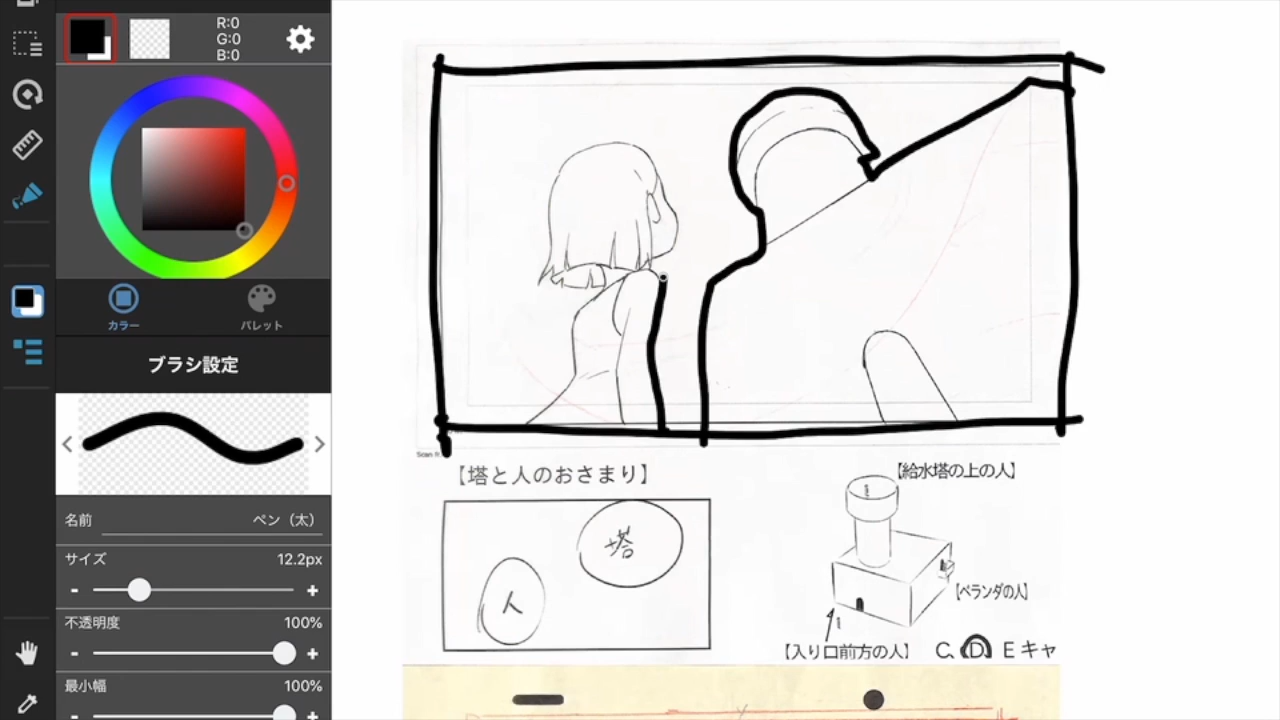 R:0
G:0
B:0
カラー
パレット
ブラシ設定
名前
ペン（太）
サイズ
12.2px
-
+
不透明度
100%
-
+
最小幅
100%
-
+
【塔と人のおさまり】
塔
人
【給水塔の上の人】
【ベランダの人】
【入り口前方の人】
C、D、Eキャ